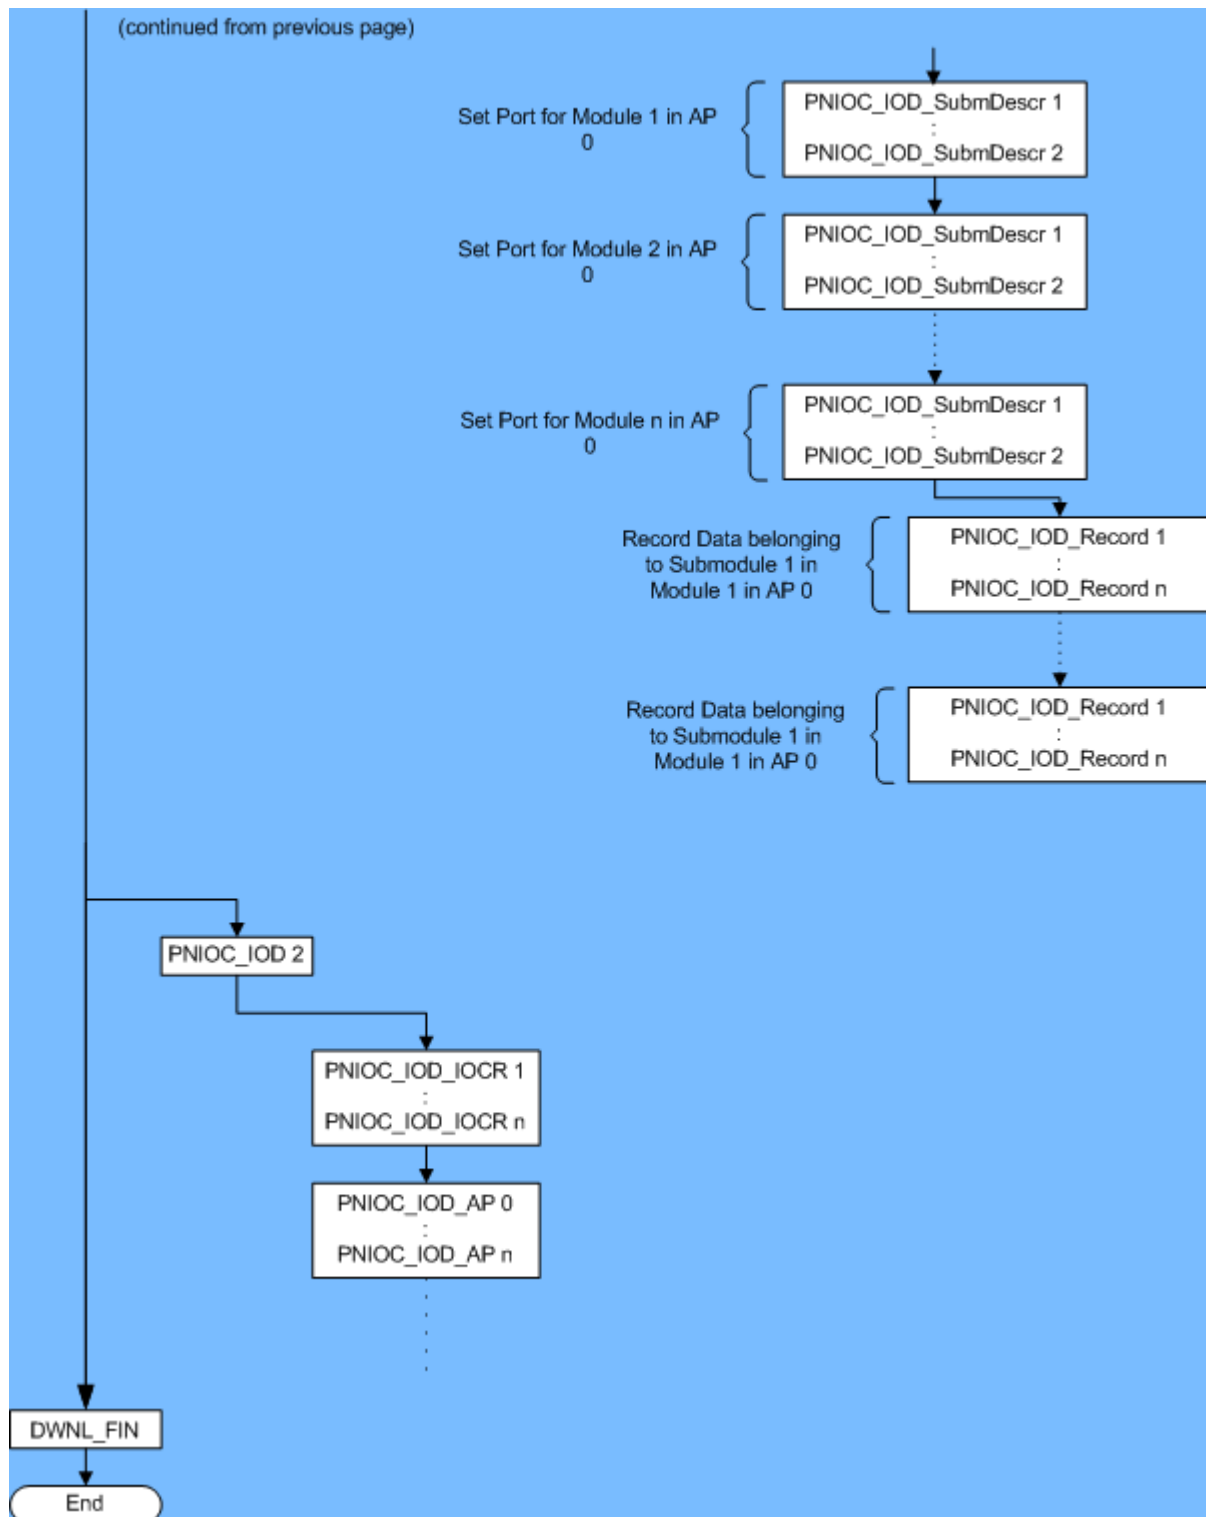 (continued from previous page)
Set Port for Module 1 in AP
0
PNIOC_IOD_SubmDescr 1
PNIOC_IOD_SubmDescr 2
Set Port for Module 2 in AP
0
PNIOC_IOD_SubmDescr 1
PNIOC_IOD_SubmDescr 2
Set Port for Module n in AP
0
PNIOC_IOD_SubmDescr 1
PNIOC_IOD_SubmDescr 2
Record Data belonging
to Submodule 1 in
Module 1 in AP 0
PNIOC_IOD_Record 1
PNIOC_IOD_Record n
Record Data belonging
to Submodule 1 in
Module 1 in AP 0
PNIOC_IOD_Record 1
PNIOC_IOD_Record n
PNIOC_IOD 2
PNIOC_IOD_IOCR 1
PNIOC_IOD_IOCR n
PNIOC_IOD_AP 0
PNIOC_IOD_AP n
DWNL_FIN
End